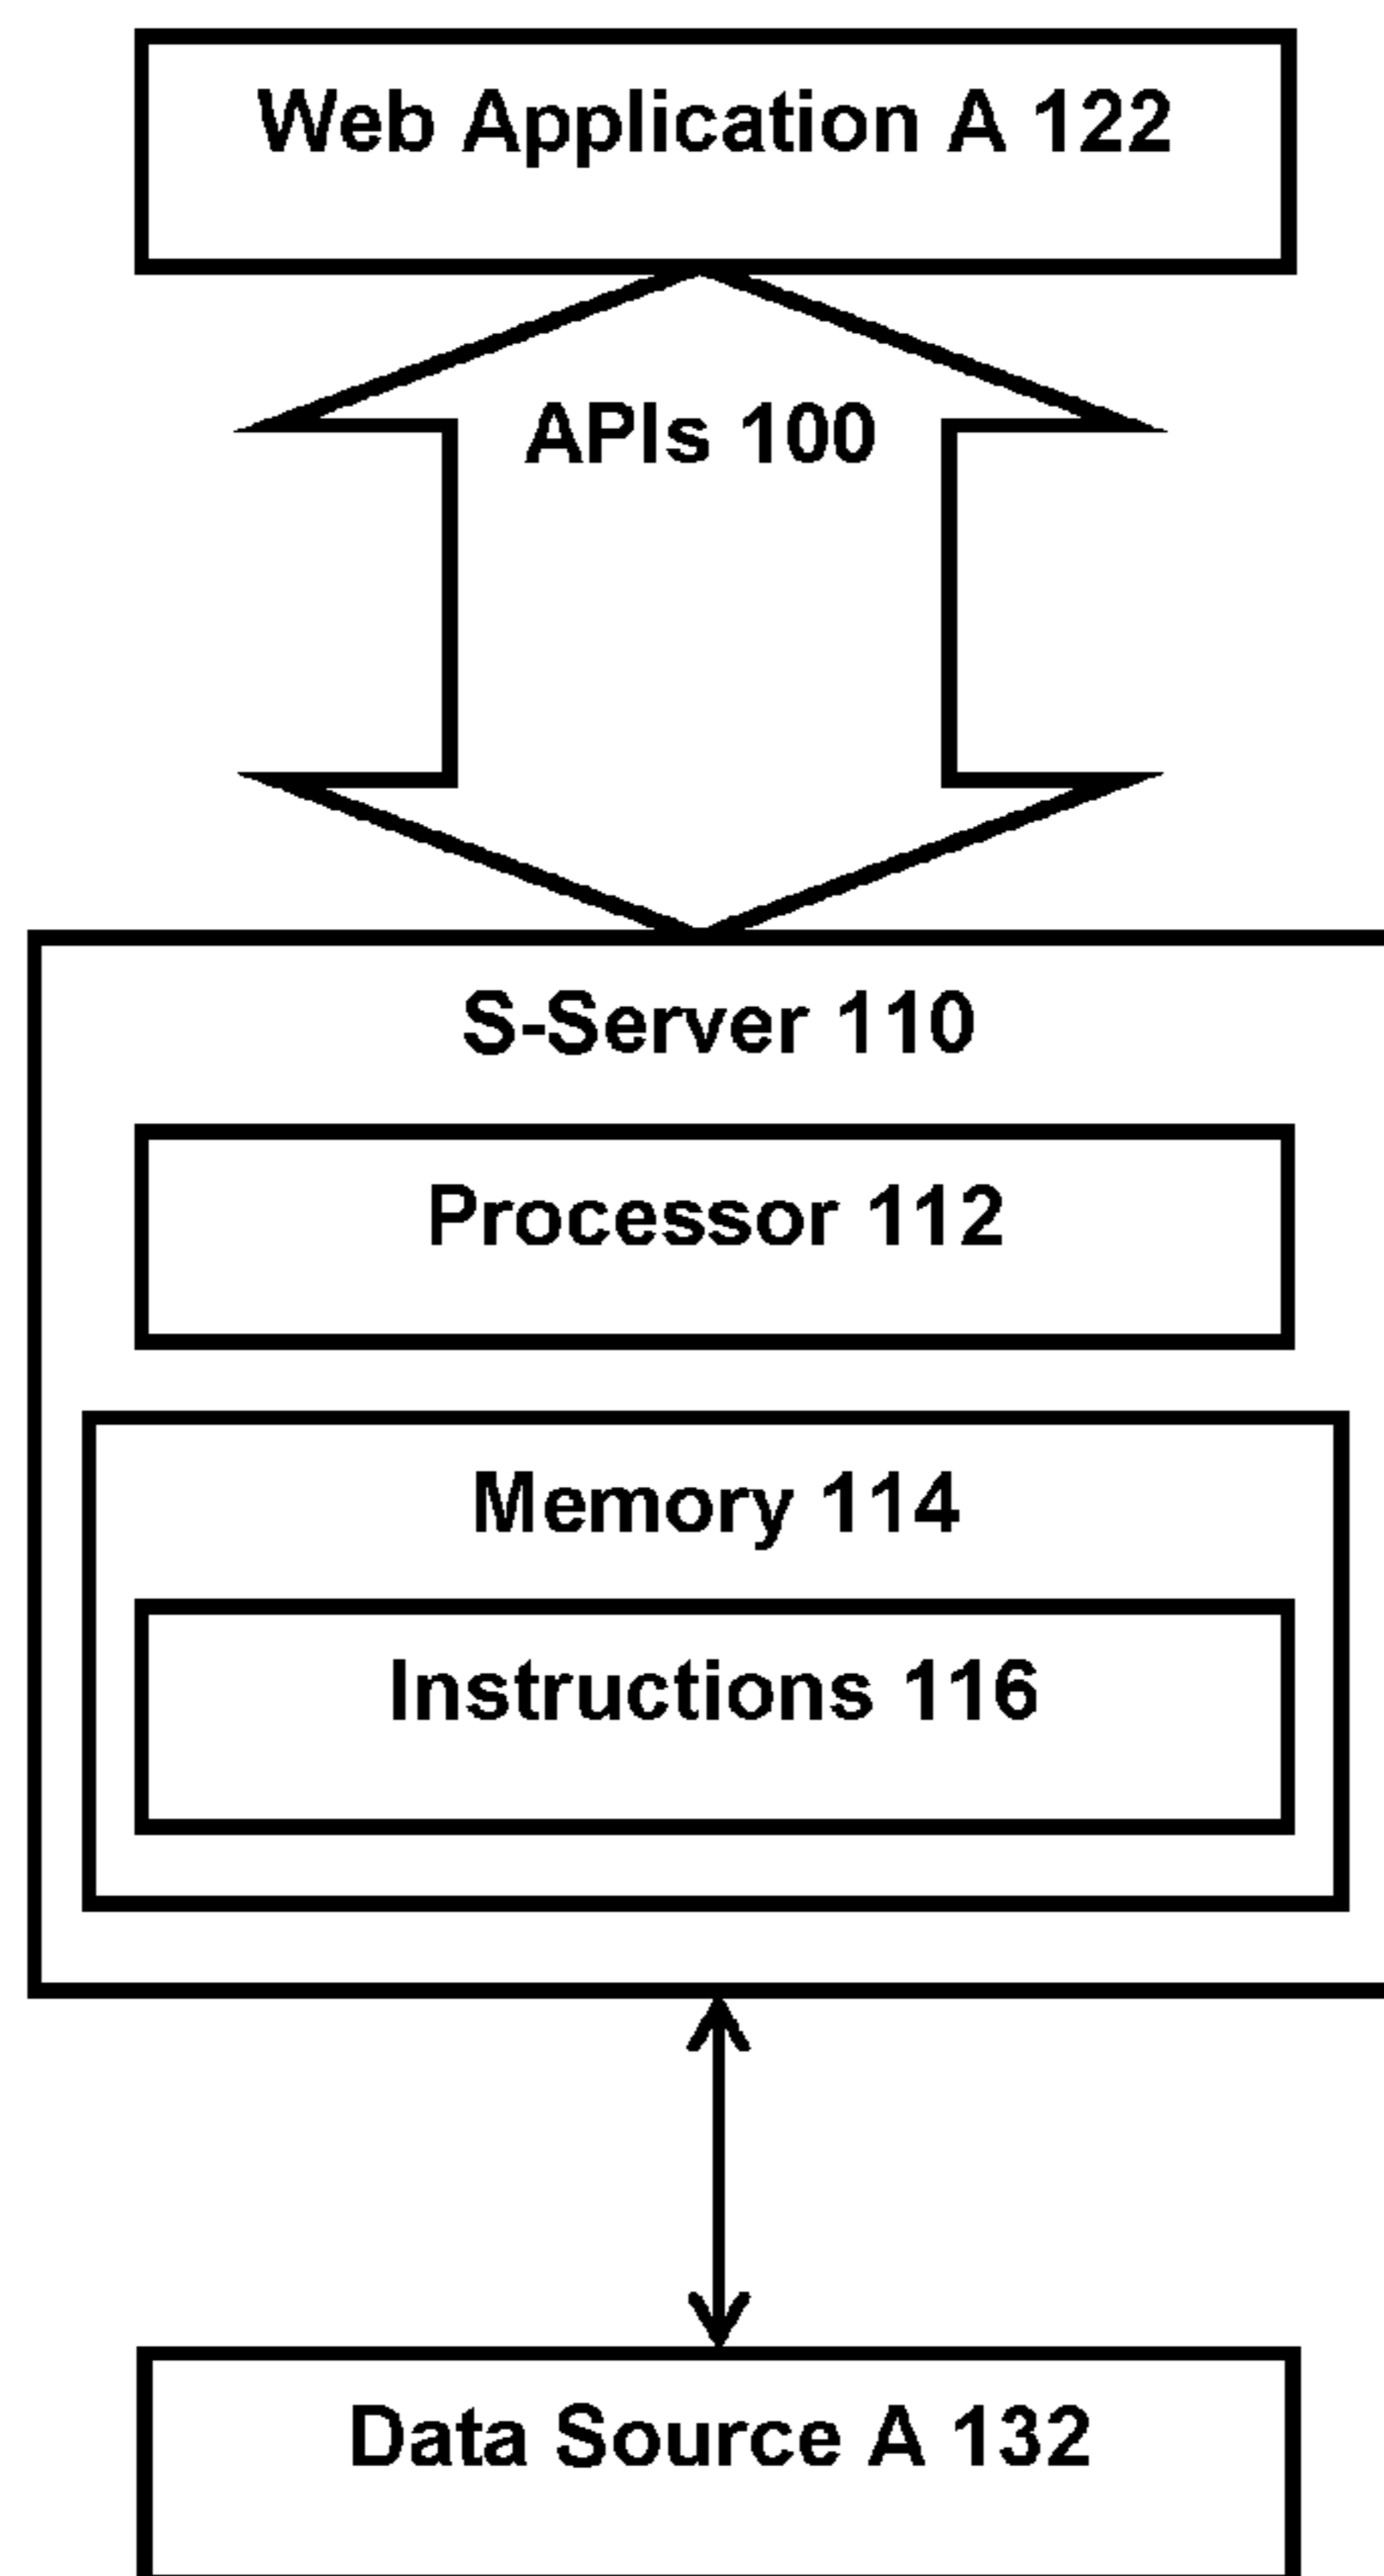 Web Application A 122
APIs 100
S-Server 110
Processor 112
Memory 114
Instructions 116
Data Source A 132